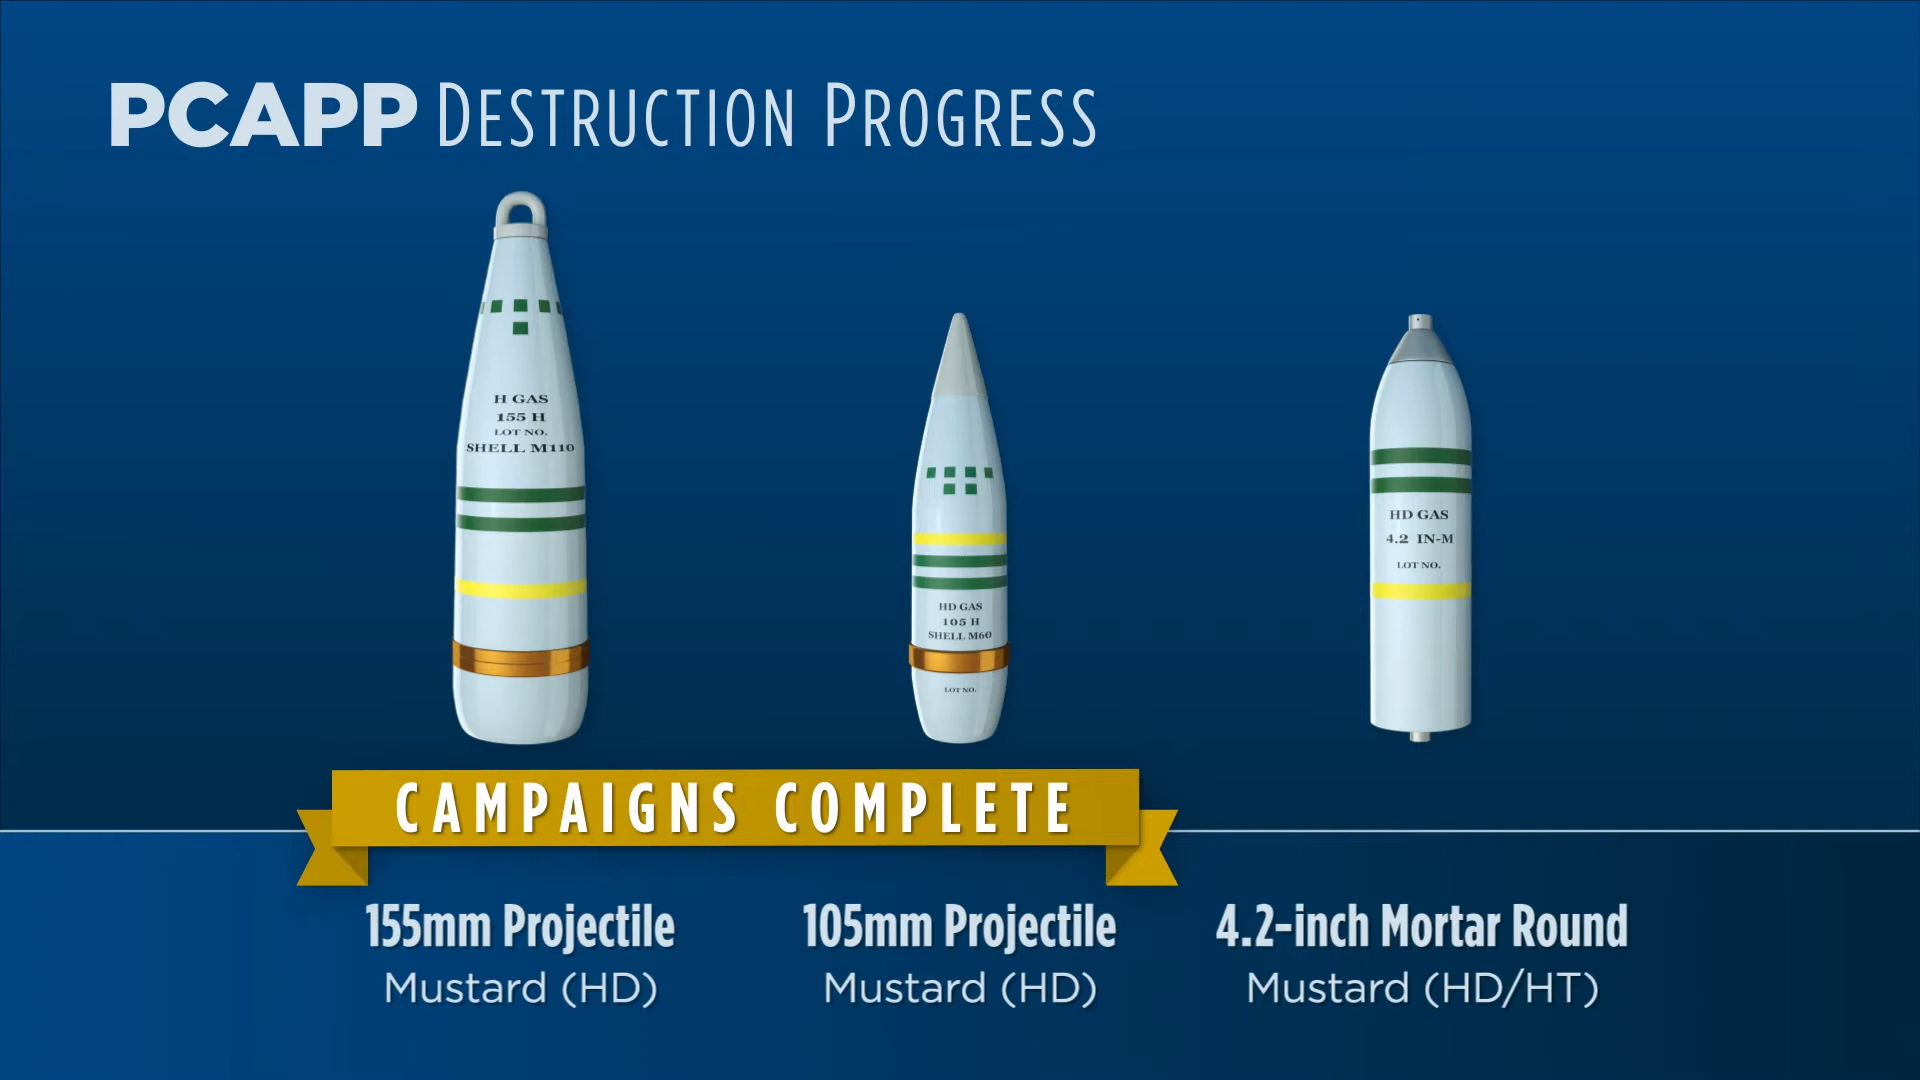 PCAPP DESTRUCTION PROGRESS
H GAS
155 H
LOT NO.
SHELL M110
HD GAS
105 H
SHELL M60
LOT NO.
HD GAS
4.2 IN-M
LOT NO.
CAMPAIGNS COMPLETE
155mm Projectile
Mustard (HD)
105mm Projectile
Mustard (HD)
4.2-inch Mortar Round
Mustard (HD/HT)